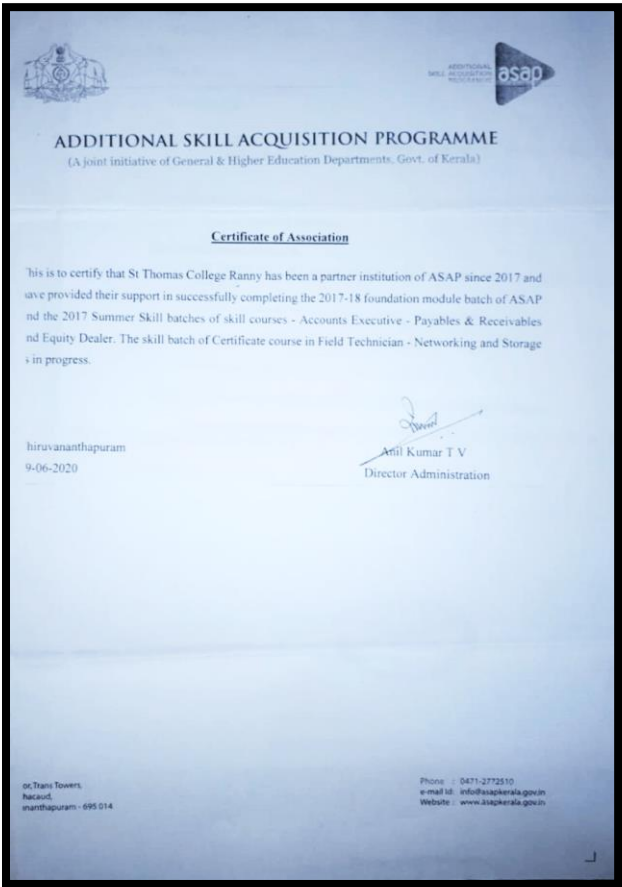 ADDITIONAL
SKILL ACQUISITION
PROGRAMME
asap
ADDITIONAL SKILL ACQUISITION PROGRAMME
(A joint initiative of General & Higher Education Departments, Govt. of Kerala)
Certificate of Association
his is to certify that St Thomas College Ranny has been a partner institution of ASAP since 2017 and
ave provided their support in successfully completing the 2017-18 foundation module batch of ASAP
nd the 2017 Summer Skill batches of skill courses - Accounts Executive - Payables & Receivables
nd Equity Dealer. The skill batch of Certificate course in Field Technician - Networking and Storage
s in progress.
hiruvananthapuram
9-06-2020
Anil Kumar T V
Director Administration
or, Trans Towers,
hacaud,
nanthapuram - 695 014
Phone : 0471-2772510
e-mail Id: info@asapkerala.gov.in
Website : www.asapkerala.gov.in